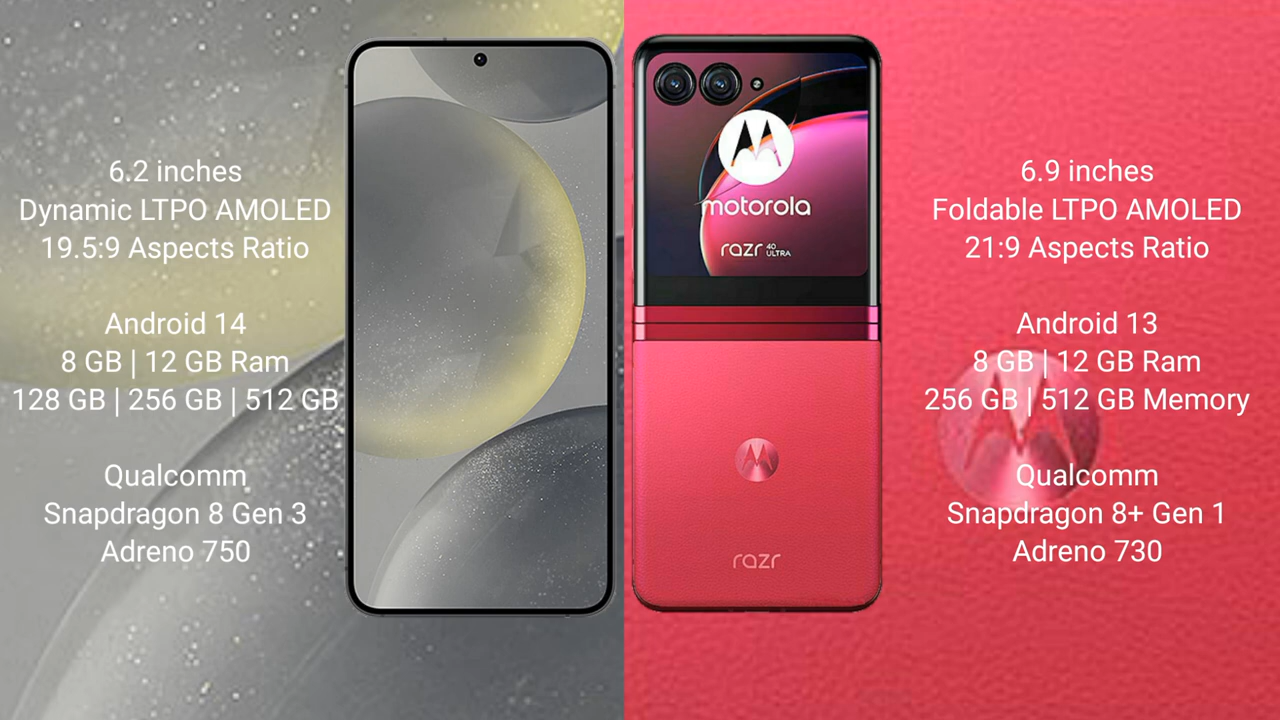 6.2 inches
Dynamic LTPO AMOLED
19.5:9 Aspects Ratio
Android 14
8 GB | 12 GB Ram
128 GB | 256 GB | 512 GB
Qualcomm
Snapdragon 8 Gen 3
Adreno 750
motorola
razr 40 ULTRA
razr
6.9 inches
Foldable LTPO AMOLED
21:9 Aspects Ratio
Android 13
8 GB | 12 GB Ram
256 GB | 512 GB Memory
Qualcomm
Snapdragon 8+ Gen 1
Adreno 730